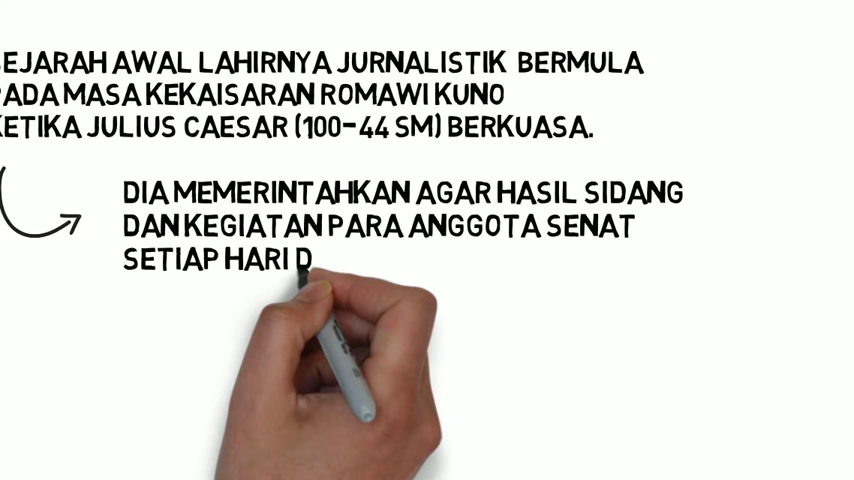 EJARAH AWAL LAHIRNYA JURNALISTIK BERMULA
PADA MASA KEKAISARAN ROMAWI KUNO
KETIKA JULIUS CAESAR (100-44 SM) BERKUASA.
DIA MEMERINTAHKAN AGAR HASIL SIDANG
DAN KEGIATAN PARA ANGGOTA SENAT
SETIAP HARI D